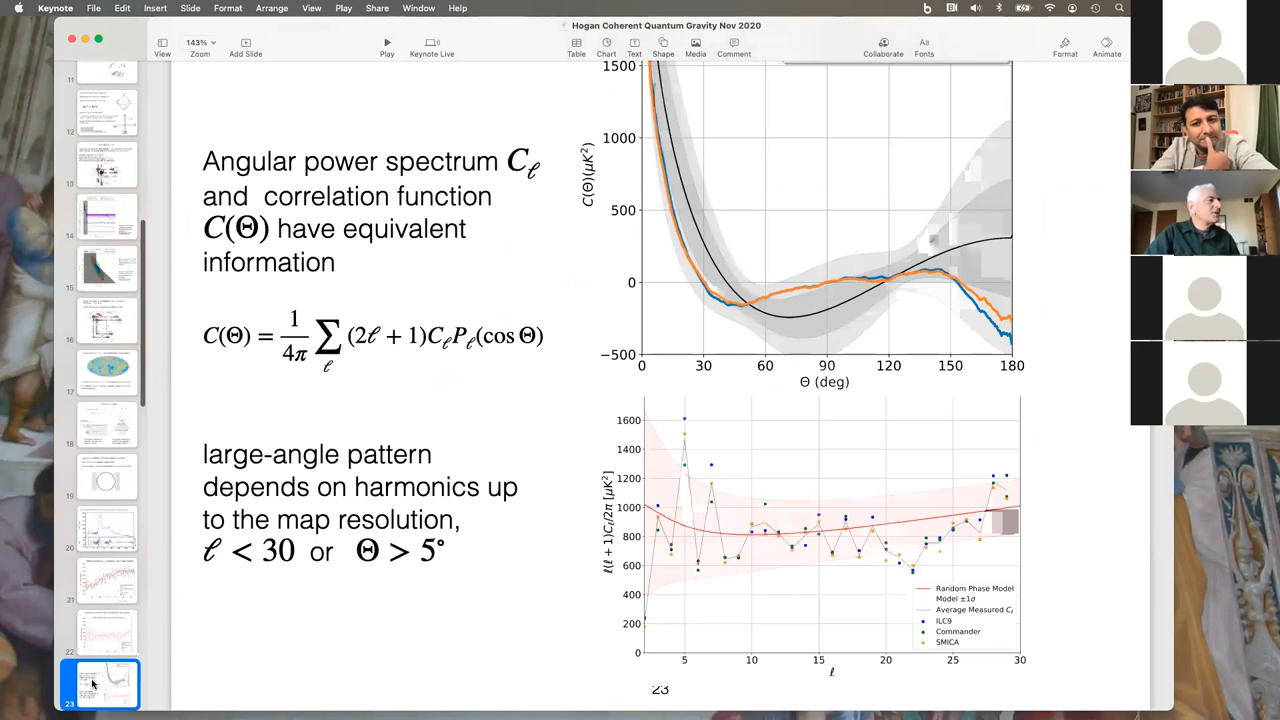 Keynote File Edit Insert Slide Format Arrange View Play Share Window Help
Hogan Coherent Quantum Gravity Nov 2020
143%
View Zoom Add Slide Play Keynote Live Table Chart Shape Text Media Comment Collaborate Fonts Format Animate
11
12
13
14
15
16
17
18
19
20
21
22
23
Angular power spectrum C_ℓ
and correlation function
C(Θ) have equivalent
information
C(Θ) = 1/4π ∑_ℓ (2ℓ + 1)C_ℓ P_ℓ(cos Θ)
large-angle pattern
depends on harmonics up
to the map resolution,
ℓ < 30 or Θ > 5°
C(Θ)(μK²)
1500
1000
500
0
−500
0 30 60 90 120 150 180
Θ (deg)
ℓ(ℓ + 1)C_ℓ/2π [μK²]
1600
1400
1200
1000
800
600
400
200
0
5 10 15 20 25 30
ℓ
Random Phase Model
Model ±1σ
Average Measured C_ℓ
ILC9
Commander
SMICA
23